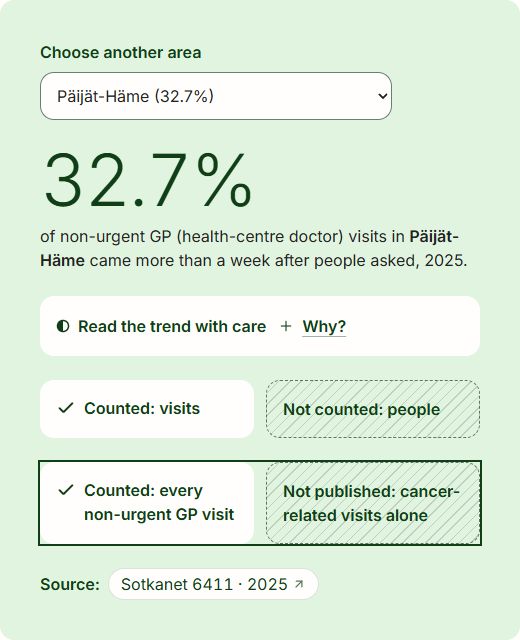 Choose another area
Päijät-Häme (32.7%)
32.7%
of non-urgent GP (health-centre doctor) visits in Päijät-
Häme came more than a week after people asked, 2025.
Read the trend with care + Why?
Counted: visits
Not counted: people
Counted: every
non-urgent GP visit
Not published: cancer-
related visits alone
Source: Sotkanet 6411 · 2025 ↗